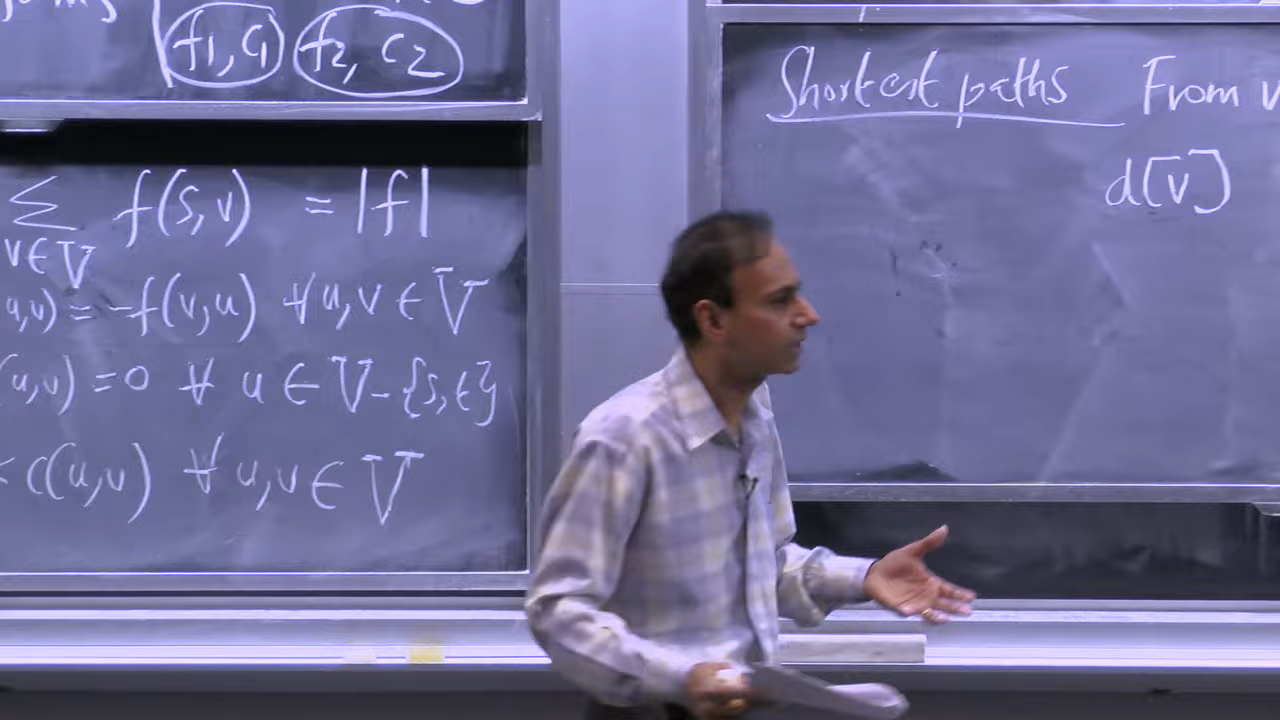 f1, c1 f2, c2
∑ f(s,v) = |f|
v∈V
u,v) = -f(v,u) ∀ u,v ∈ V
(u,v) = 0 ∀ u ∈ V - {s,t}
c(u,v) ∀ u,v ∈ V
Shortest paths From v
d[v]